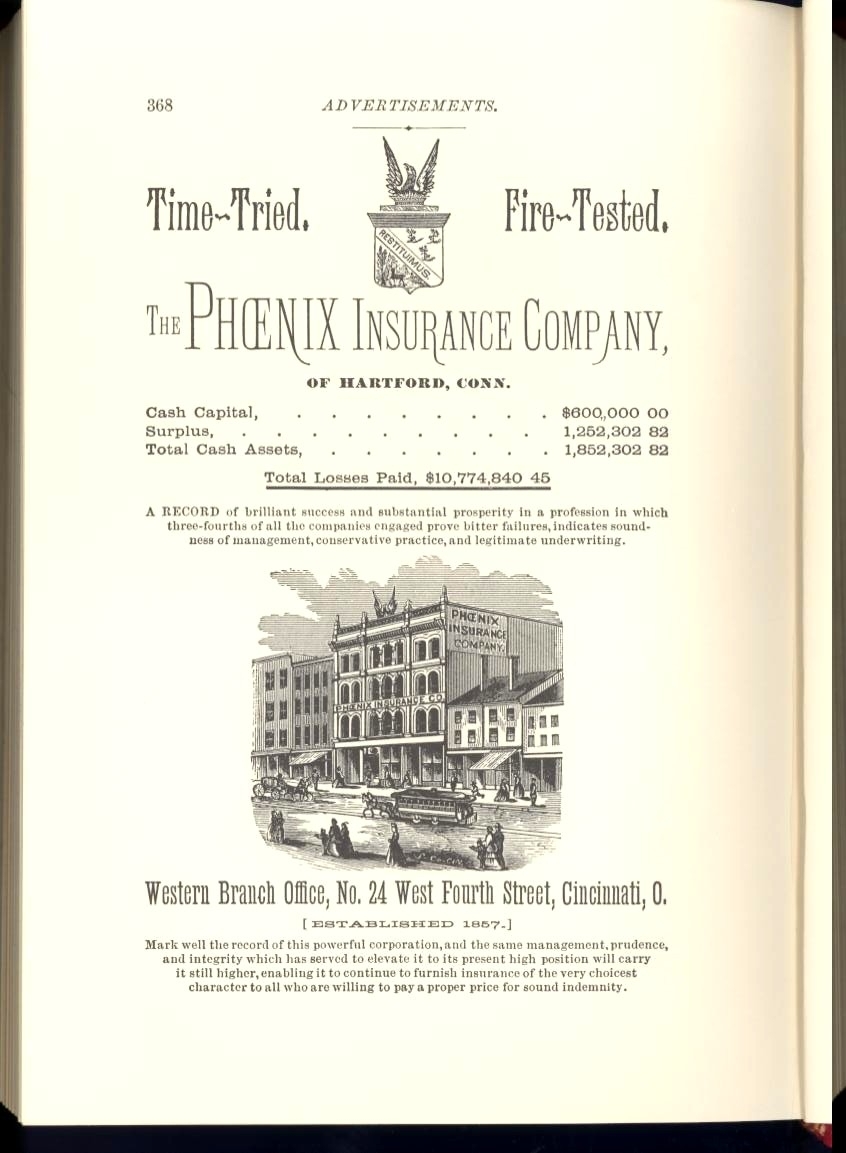 368 ADVERTISEMENTS.
Time-Tried. Fire-Tested.
RESTITUIMUS.
THE PHŒNIX INSURANCE COMPANY,
OF HARTFORD, CONN.
Cash Capital, . . . . . . . . $600,000 00
Surplus, . . . . . . . . . 1,252,302 82
Total Cash Assets, . . . . . . . 1,852,302 82
Total Losses Paid, $10,774,840 45
A RECORD of brilliant success and substantial prosperity in a profession in which
three-fourths of all the companies engaged prove bitter failures, indicates sound-
ness of management, conservative practice, and legitimate underwriting.
PHŒNIX
INSURANCE
COMPANY.
PHŒNIX INSURANCE CO.
Western Branch Office, No. 24 West Fourth Street, Cincinnati, O.
[ESTABLISHED 1857.]
Mark well the record of this powerful corporation, and the same management, prudence,
and integrity which has served to elevate it to its present high position will carry
it still higher, enabling it to continue to furnish insurance of the very choicest
character to all who are willing to pay a proper price for sound indemnity.